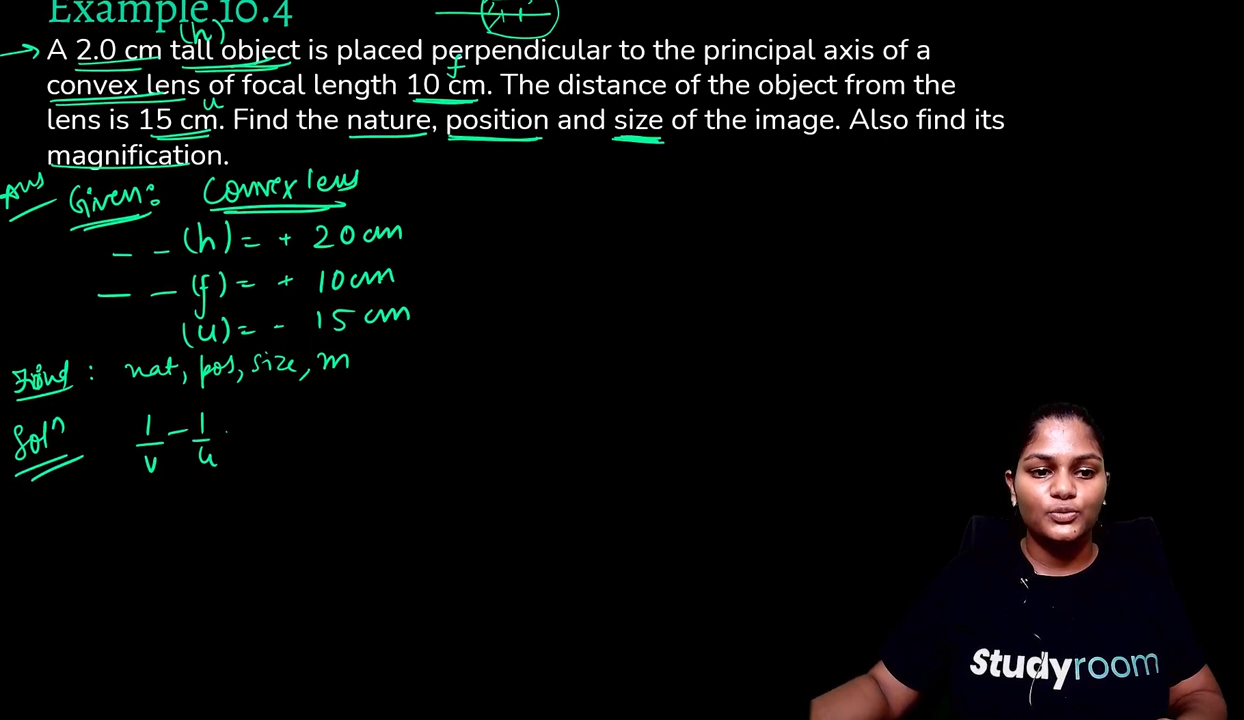 Example 10.4
(h)
→ A 2.0 cm tall object is placed perpendicular to the principal axis of a
f
convex lens of focal length 10 cm. The distance of the object from the
u
lens is 15 cm. Find the nature, position and size of the image. Also find its
magnification.
Ans Given: Convex lens
— — (h) = + 20 cm
— — (f) = + 10 cm
(u) = - 15 cm
Find : nat, pos, size, m
Solⁿ 1/v - 1/u
Studyroom